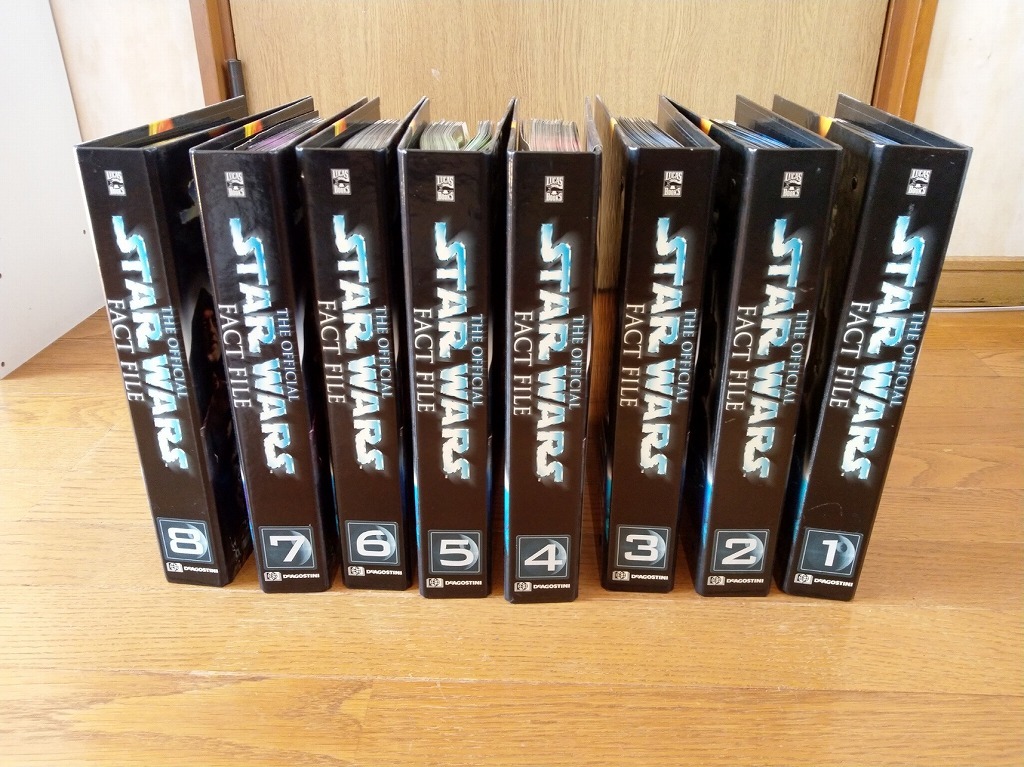 LUCAS
BOOKS
THE OFFICIAL
STAR WARS
FACT FILE
8
DEAGOSTINI
LUCAS
BOOKS
THE OFFICIAL
STAR WARS
FACT FILE
7
DEAGOSTINI
LUCAS
BOOKS
THE OFFICIAL
STAR WARS
FACT FILE
6
DEAGOSTINI
LUCAS
BOOKS
THE OFFICIAL
STAR WARS
FACT FILE
5
DEAGOSTINI
LUCAS
BOOKS
THE OFFICIAL
STAR WARS
FACT FILE
4
DEAGOSTINI
LUCAS
BOOKS
THE OFFICIAL
STAR WARS
FACT FILE
3
DEAGOSTINI
LUCAS
BOOKS
THE OFFICIAL
STAR WARS
FACT FILE
2
DEAGOSTINI
LUCAS
BOOKS
THE OFFICIAL
STAR WARS
FACT FILE
1
DEAGOSTINI